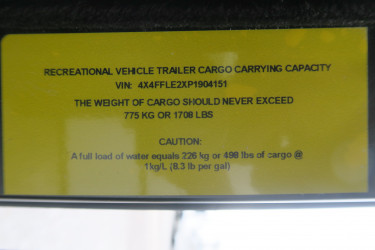 RECREATIONAL VEHICLE TRAILER CARGO CARRYING CAPACITY
VIN: 4X4FFLE2XP1904151
THE WEIGHT OF CARGO SHOULD NEVER EXCEED
775 KG OR 1708 LBS
CAUTION:
A full load of water equals 226 kg or 498 lbs of cargo @
1kg/L (8.3 lb per gal)